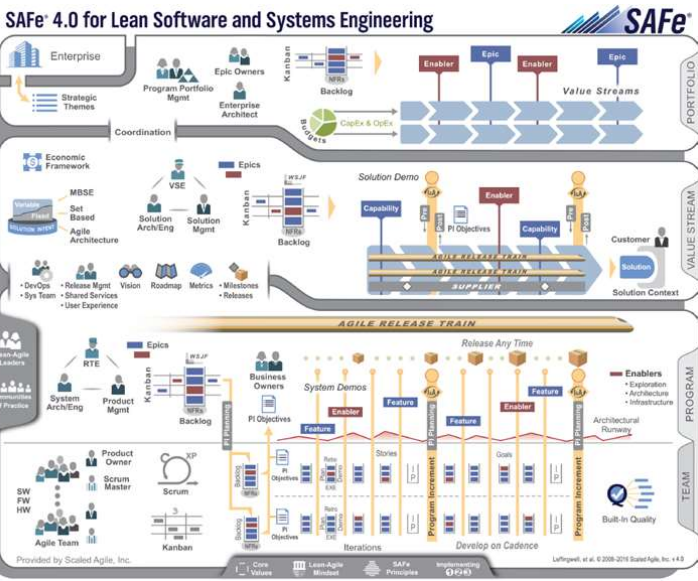 SAFe® 4.0 for Lean Software and Systems Engineering
SAFe®
Enterprise
Strategic
Themes
Program Portfolio
Mgmt
Epic Owners
Enterprise
Architect
Kanban
NFRs
Backlog
Enabler
Epic
Enabler
Epic
Value Streams
Budgets
CapEx & OpEx
PORTFOLIO
Coordination
Economic
Framework
MBSE
Set
Based
Agile
Architecture
Variable
Fixed
SOLUTION INTENT
VSE
Solution
Arch/Eng
Solution
Mgmt
Epics
Kanban
WSJF
NFRs
Backlog
Solution Demo
Capability
Pre
Post
PI Objectives
Enabler
Capability
Pre
Post
I&A
I&A
AGILE RELEASE TRAIN
AGILE RELEASE TRAIN
SUPPLIER
Customer
Solution
Solution Context
VALUE STREAM
• DevOps
• Sys Team
• Release Mgmt
• Shared Services
• User Experience
Vision
Roadmap
Metrics
• Milestones
• Releases
AGILE RELEASE TRAIN
Release Any Time
Leaders
Practice
RTE
System
Arch/Eng
Product
Mgmt
Epics
Kanban
WSJF
NFRs
Backlog
PI Planning
Business
Owners
PI Objectives
System Demos
Feature
Enabler
Feature
I&A
PI Planning
Feature
Enabler
Feature
I&A
PI Planning
Enablers
• Exploration
• Architecture
• Infrastructure
Architectural
Runway
PROGRAM
Product
Owner
Scrum
Master
SW
FW
HW
Agile Team
XP
Scrum
3
Kanban
Backlog
NFRs
PI
Objectives
Stories
I
P
Program Increment
Goals
I
P
Program Increment
Backlog
NFRs
PI
Objectives
I
P
I
P
Iterations
Develop on Cadence
Built-In Quality
TEAM
Provided by Scaled Agile, Inc.
Core
Values
Lean-Agile
Mindset
SAFe
Principles
Implementing
1 2 3
Leffingwell, et al. © 2008–2016 Scaled Agile, Inc. v 4.0